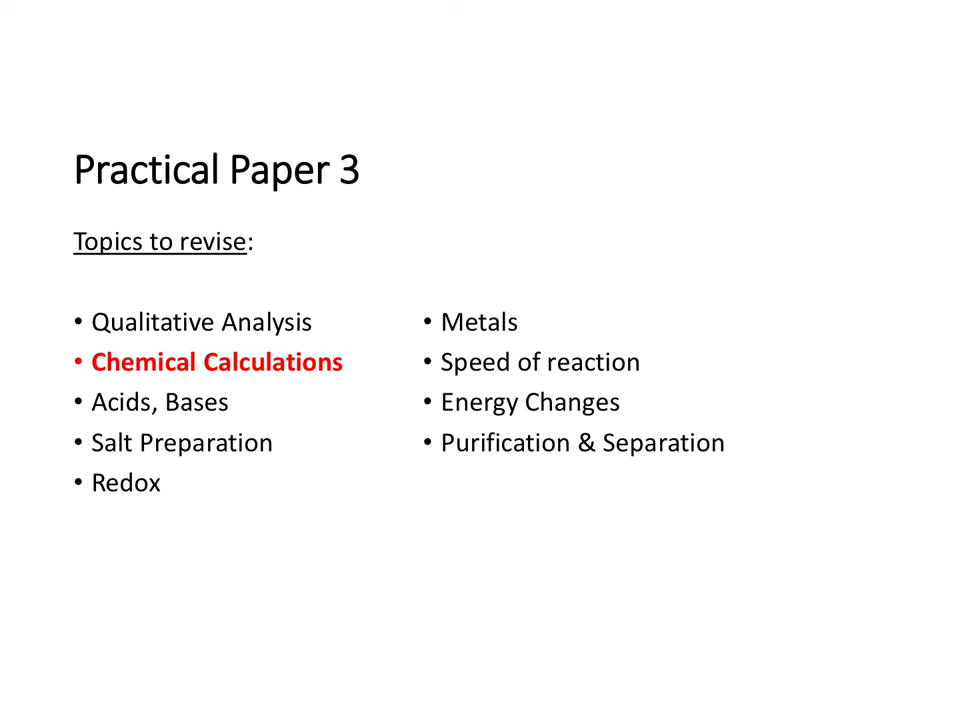 Practical Paper 3
Topics to revise:
• Qualitative Analysis
• Chemical Calculations
• Acids, Bases
• Salt Preparation
• Redox
• Metals
• Speed of reaction
• Energy Changes
• Purification & Separation